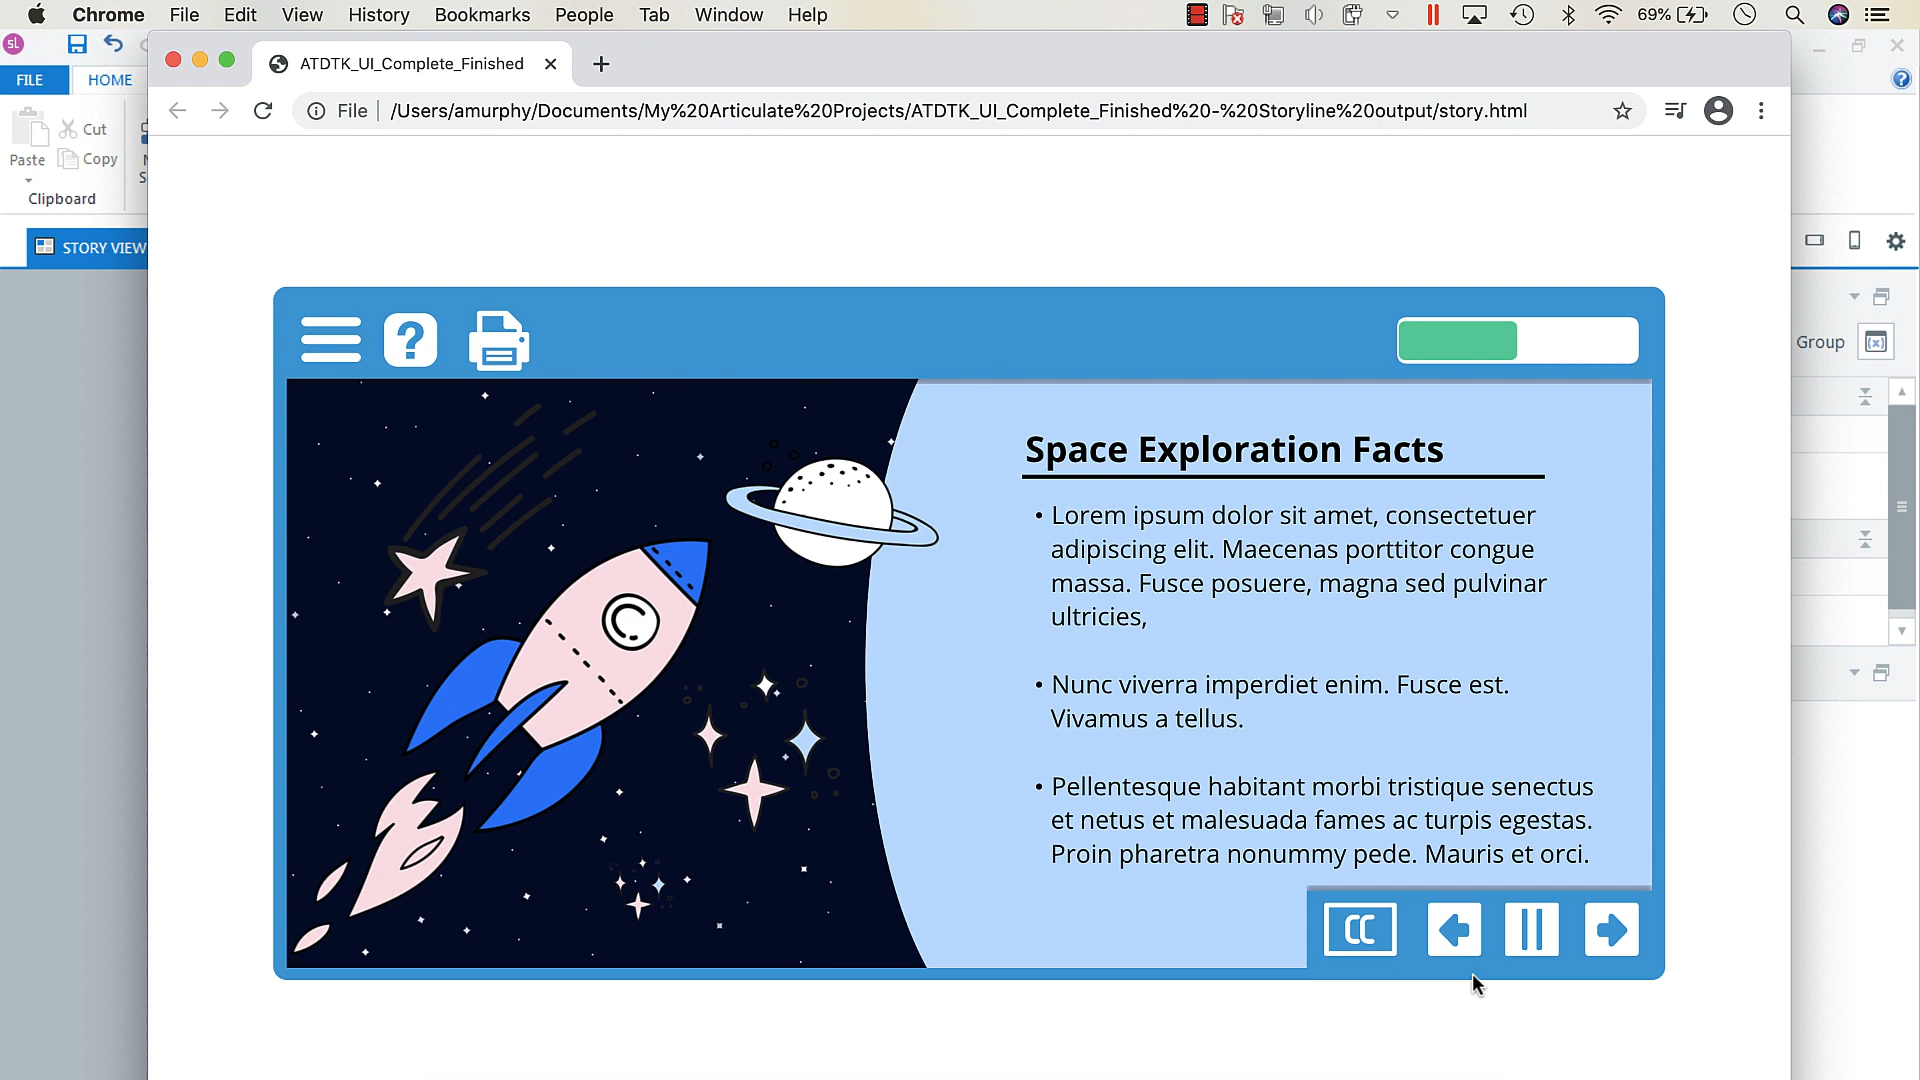 Chrome File Edit View History Bookmarks People Tab Window Help
69%
sl
ATDTK_UI_Complete_Finished
FILE HOME
File /Users/amurphy/Documents/My%20Articulate%20Projects/ATDTK_UI_Complete_Finished%20-%20Storyline%20output/story.html
Cut
Paste Copy
Clipboard
STORY VIEW
Group
(x)
?
Space Exploration Facts
• Lorem ipsum dolor sit amet, consectetuer
adipiscing elit. Maecenas porttitor congue
massa. Fusce posuere, magna sed pulvinar
ultricies,
• Nunc viverra imperdiet enim. Fusce est.
Vivamus a tellus.
• Pellentesque habitant morbi tristique senectus
et netus et malesuada fames ac turpis egestas.
Proin pharetra nonummy pede. Mauris et orci.
CC